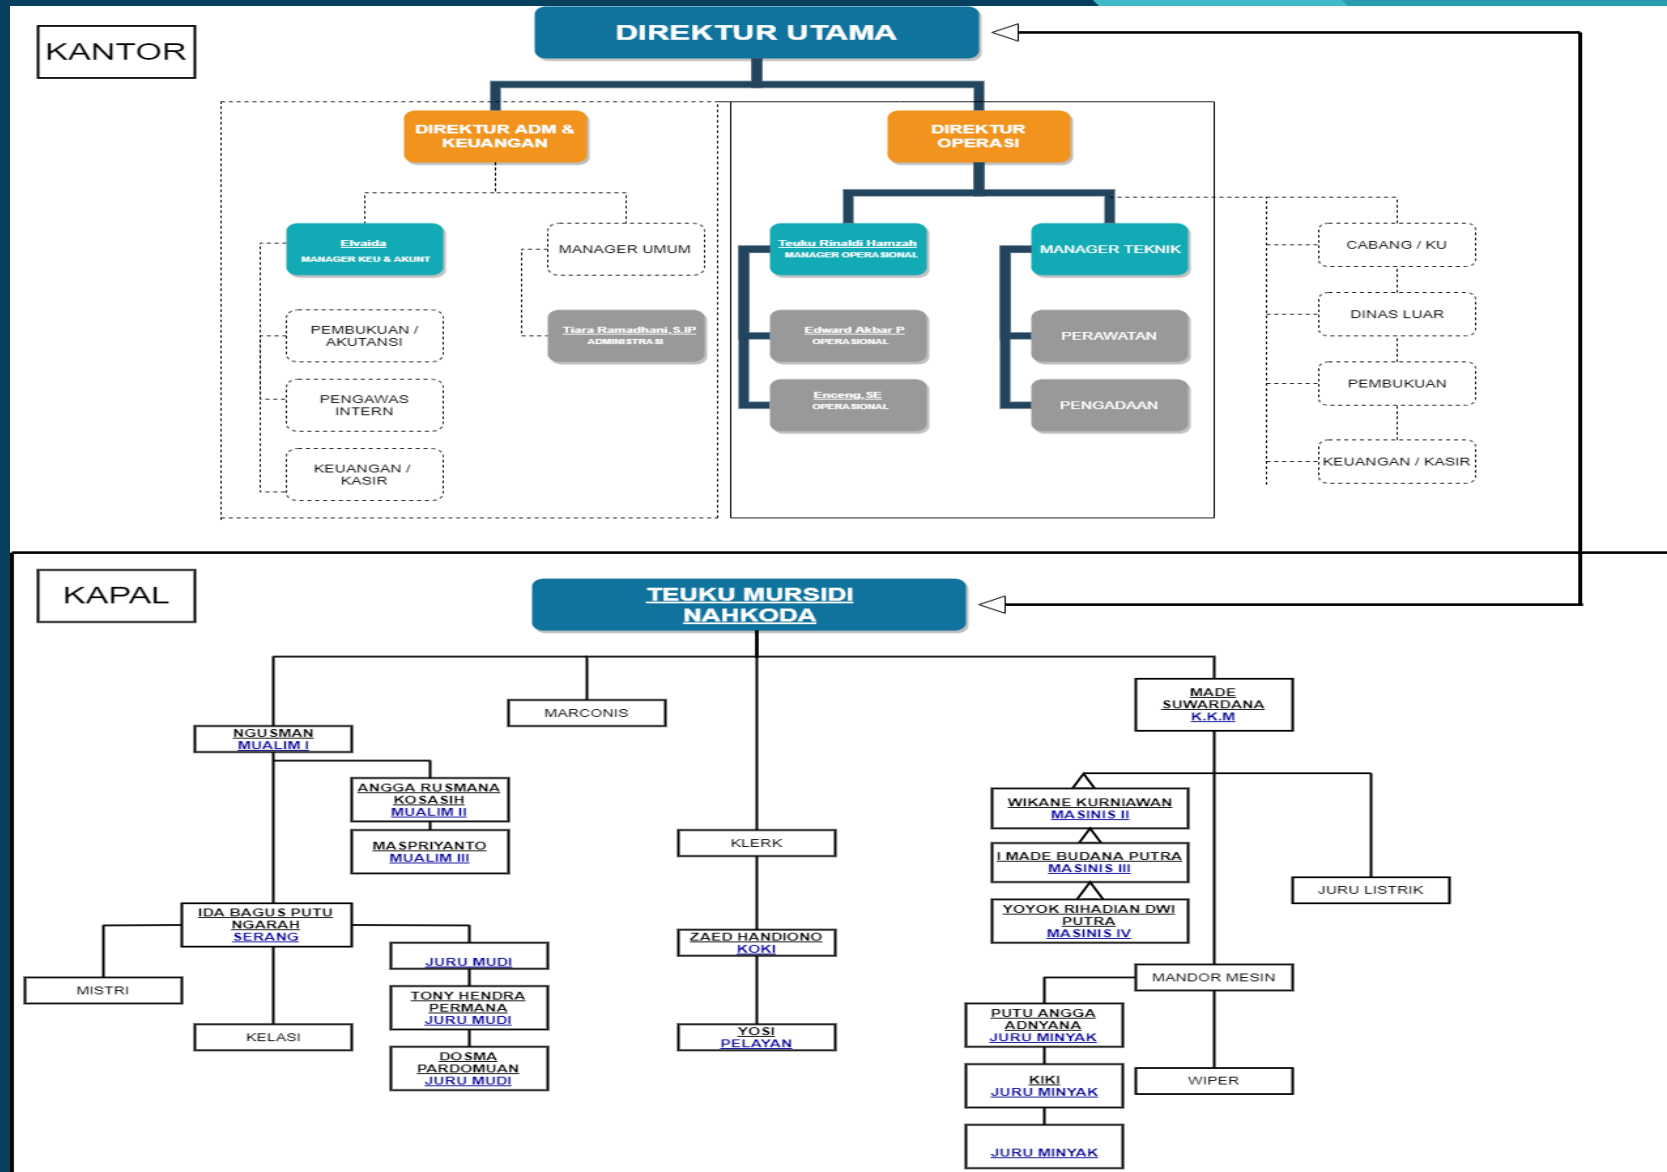 KANTOR
DIREKTUR UTAMA
DIREKTUR ADM &
KEUANGAN
DIREKTUR
OPERASI
Elvaida
MANAGER KEU & AKUNT
MANAGER UMUM
Teuku Rinaldi Hamzah
MANAGER OPERASIONAL
MANAGER TEKNIK
CABANG / KU
PEMBUKUAN /
AKUTANSI
Tiara Ramadhani,S.IP
ADMINISTRASI
Edward Akbar P
OPERASIONAL
PERAWATAN
DINAS LUAR
PENGAWAS
INTERN
Enceng,SE
OPERASIONAL
PENGADAAN
PEMBUKUAN
KEUANGAN /
KASIR
KEUANGAN / KASIR
KAPAL
TEUKU MURSIDI
NAHKODA
MARCONIS
MADE
SUWARDANA
K.K.M
NGUSMAN
MUALIM I
ANGGA RUSMANA
KOSASIH
MUALIM II
MASPRIYANTO
MUALIM III
KLERK
WIKANE KURNIAWAN
MASINIS II
I MADE BUDANA PUTRA
MASINIS III
YOYOK RIHADIAN DWI
PUTRA
MASINIS IV
JURU LISTRIK
IDA BAGUS PUTU
NGARAH
SERANG
ZAED HANDIONO
KOKI
JURU MUDI
MISTRI
MANDOR MESIN
TONY HENDRA
PERMANA
JURU MUDI
KELASI
YOSI
PELAYAN
PUTU ANGGA
ADNYANA
JURU MINYAK
DOSMA
PARDOMUAN
JURU MUDI
KIKI
JURU MINYAK
WIPER
JURU MINYAK